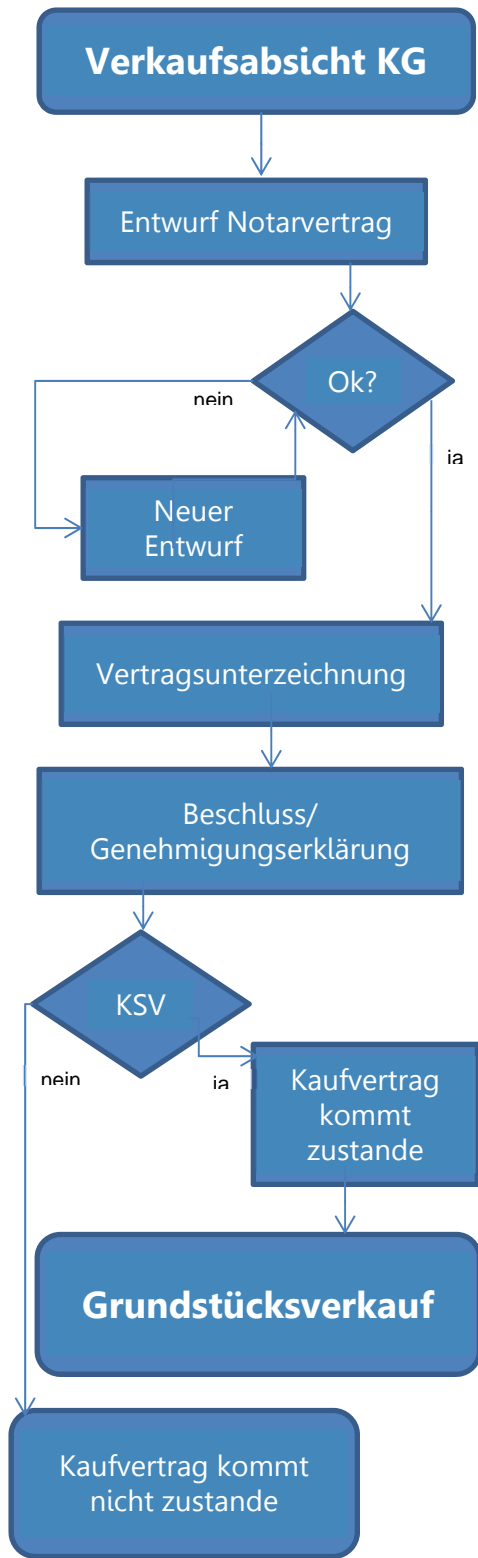 Verkaufsabsicht KG
Entwurf Notarvertrag
Ok?
nein
ja
Neuer
Entwurf
Vertragsunterzeichnung
Beschluss/
Genehmigungserklärung
KSV
nein
ja
Kaufvertrag
kommt
zustande
Grundstücksverkauf
Kaufvertrag kommt
nicht zustande